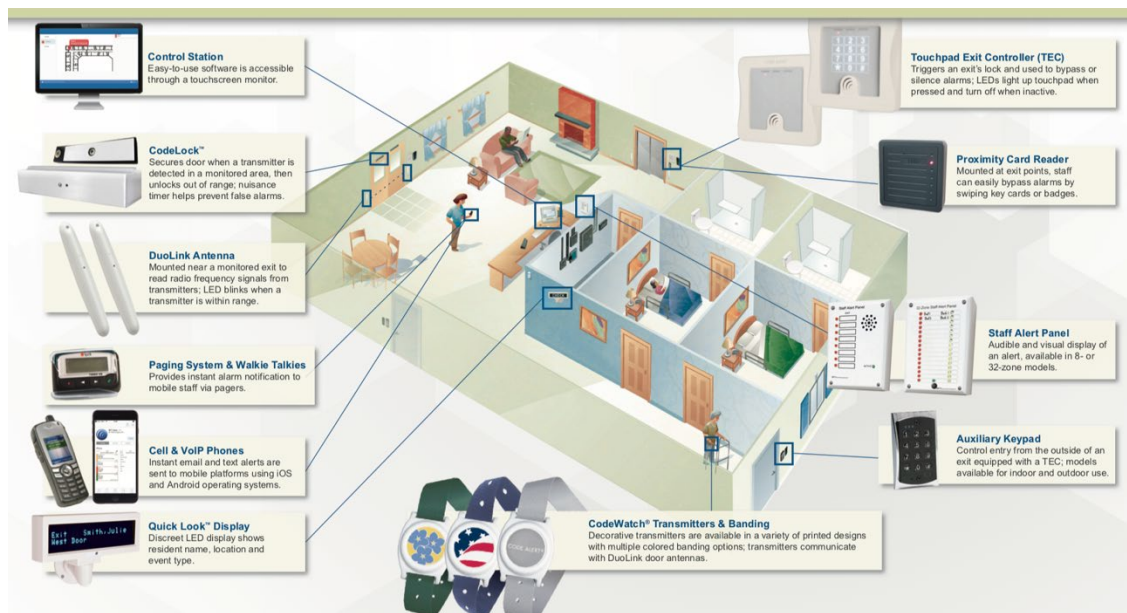 Control Station
Easy-to-use software is accessible
through a touchscreen monitor.
CodeLock™
Secures door when a transmitter is
detected in a monitored area, then
unlocks out of range; nuisance
timer helps prevent false alarms.
DuoLink Antenna
Mounted near a monitored exit to
read radio frequency signals from
transmitters; LED blinks when a
transmitter is within range.
Paging System & Walkie Talkies
Provides instant alarm notification to
mobile staff via pagers.
Cell & VoIP Phones
Instant email and text alerts are
sent to mobile platforms using iOS
and Android operating systems.
Exit Smith, Julie
West Door
Quick Look™ Display
Discreet LED display shows
resident name, location and
event type.
CODE ALERT
CodeWatch® Transmitters & Banding
Decorative transmitters are available in a variety of printed designs
with multiple colored banding options; transmitters communicate
with DuoLink door antennas.
Touchpad Exit Controller (TEC)
Triggers an exit's lock and used to bypass or
silence alarms; LEDs light up touchpad when
pressed and turn off when inactive.
Proximity Card Reader
Mounted at exit points, staff
can easily bypass alarms by
swiping key cards or badges.
Staff Alert Panel
Staff Alert Panel
Audible and visual display of
an alert, available in 8- or
32-zone models.
Auxiliary Keypad
Control entry from the outside of an
exit equipped with a TEC; models
available for indoor and outdoor use.